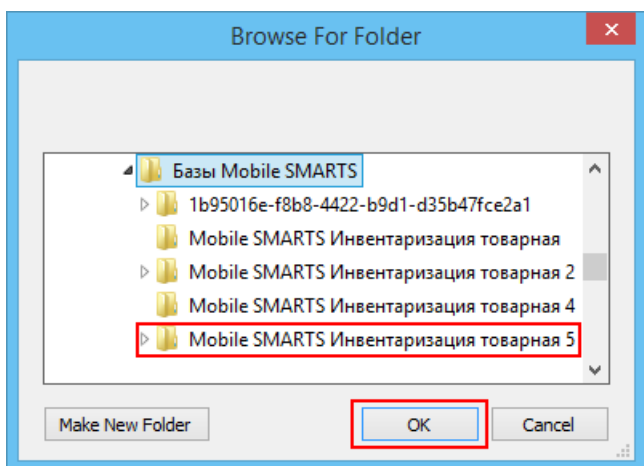 Browse For Folder
Базы Mobile SMARTS
1b95016e-f8b8-4422-b9d1-d35b47fce2a1
Mobile SMARTS Инвентаризация товарная
Mobile SMARTS Инвентаризация товарная 2
Mobile SMARTS Инвентаризация товарная 4
Mobile SMARTS Инвентаризация товарная 5
Make New Folder OK Cancel